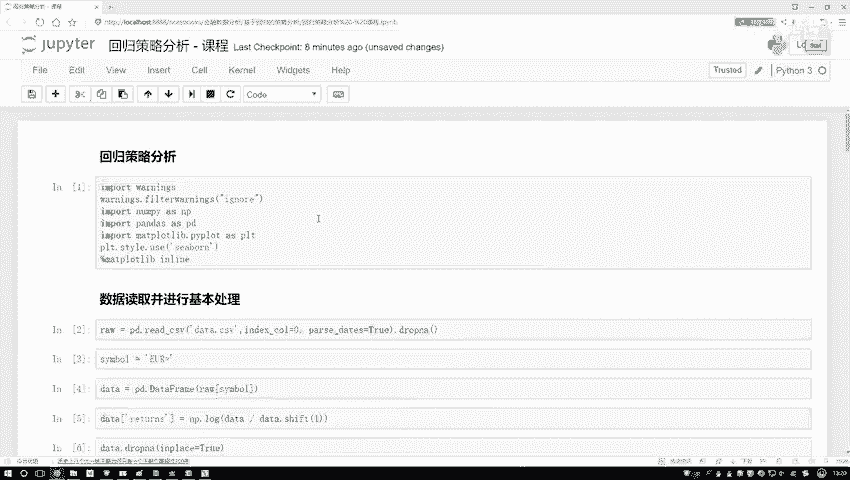 jupyter 回归策略分析 - 课程 Last Checkpoint: 8 minutes ago (unsaved changes)
File Edit View Insert Cell Kernel Widgets Help
Trusted Python 3
Code
回归策略分析
In [1]: import warnings
warnings.filterwarnings("ignore")
import numpy as np
import pandas as pd
import matplotlib.pyplot as plt
plt.style.use('seaborn')
%matplotlib inline
数据读取并进行基本处理
In [2]: raw = pd.read_csv('data.csv',index_col=0, parse_dates=True).dropna()
In [3]: symbol = 'EUR='
In [4]: data = pd.DataFrame(raw[symbol])
In [5]: data['returns'] = np.log(data / data.shift(1))
In [6]: data.dropna(inplace=True)